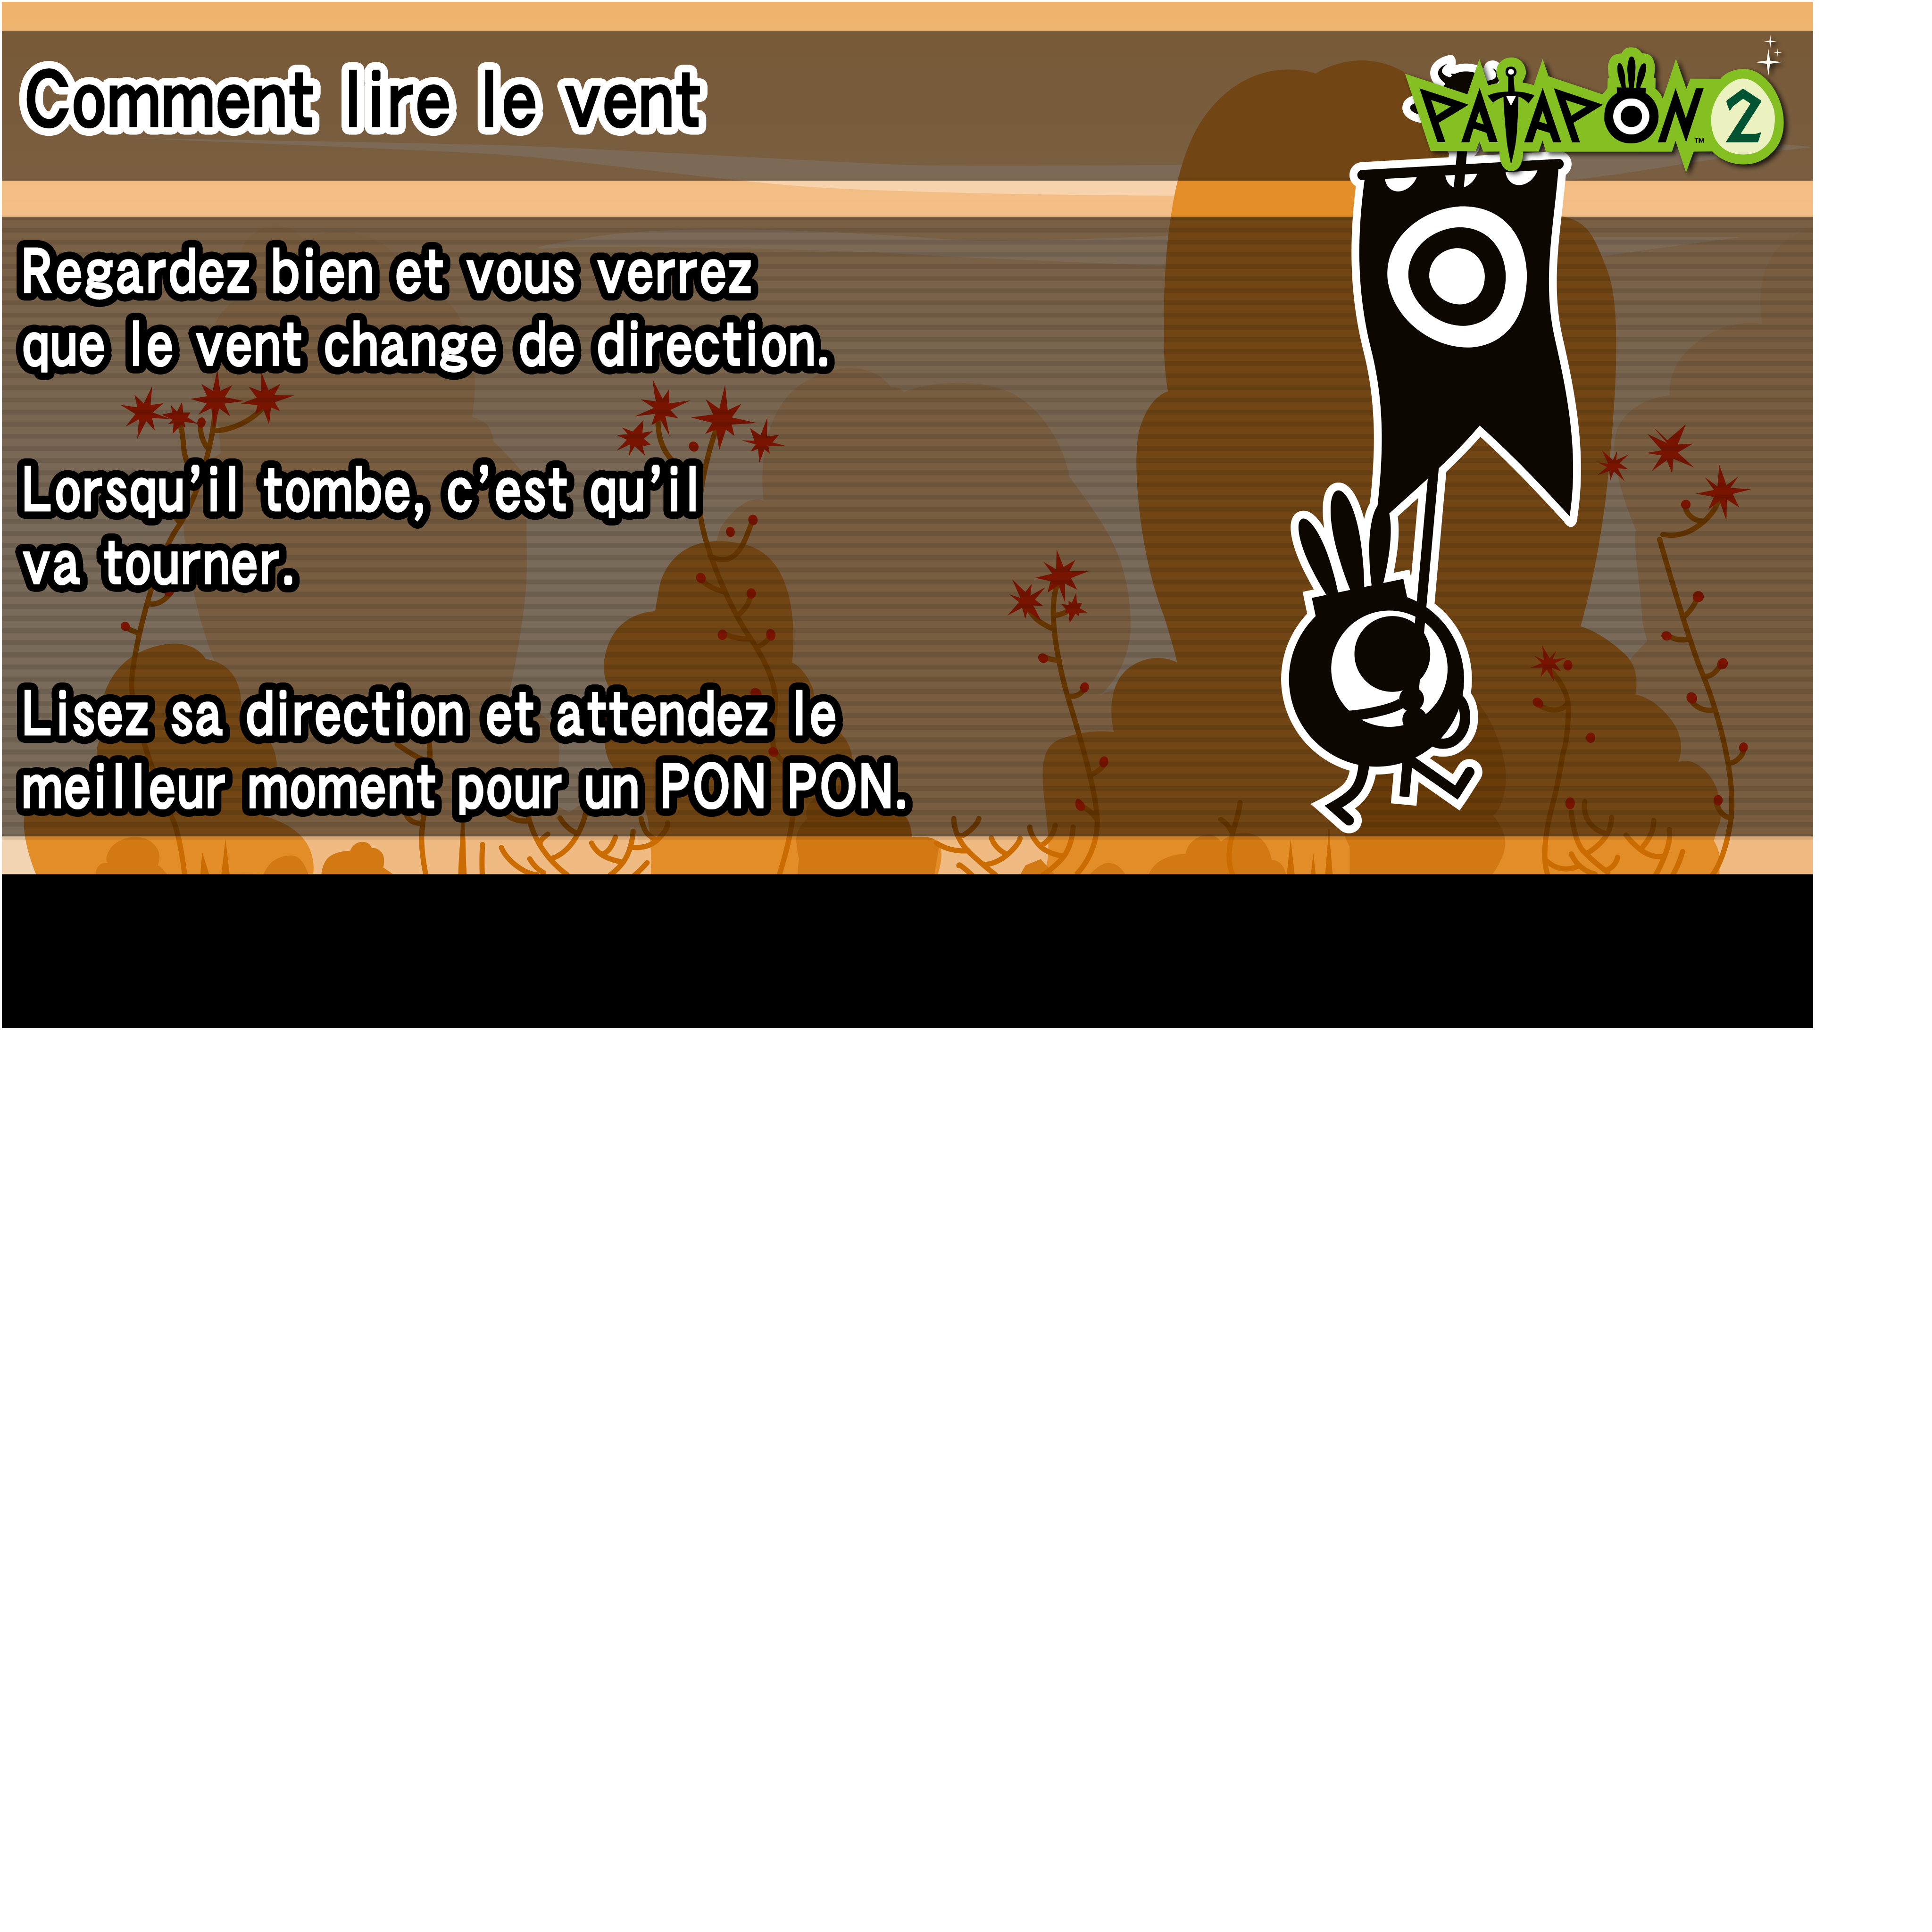 Comment lire le vent
PATAPON 2
™
Regardez bien et vous verrez
que le vent change de direction.
Lorsqu'il tombe, c'est qu'il
va tourner.
Lisez sa direction et attendez le
meilleur moment pour un PON PON.